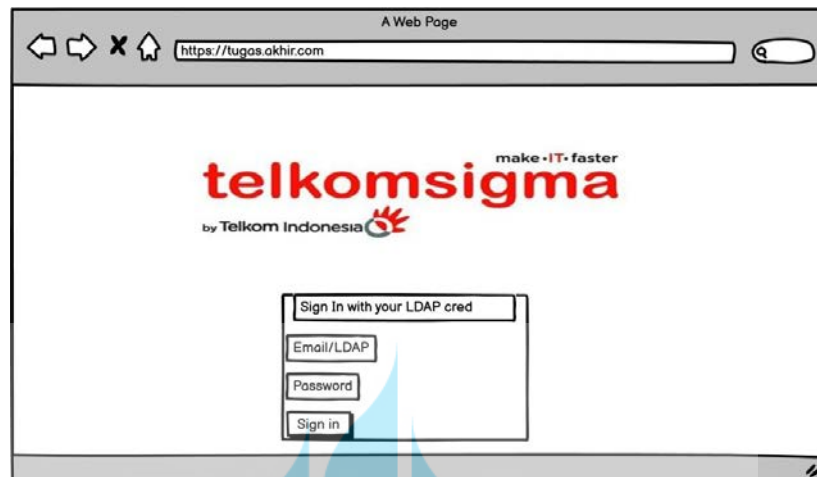 A Web Page
https://tugas.akhir.com
make·IT·faster
telkomsigma
by Telkom Indonesia
Sign In with your LDAP cred
Email/LDAP
Password
Sign in